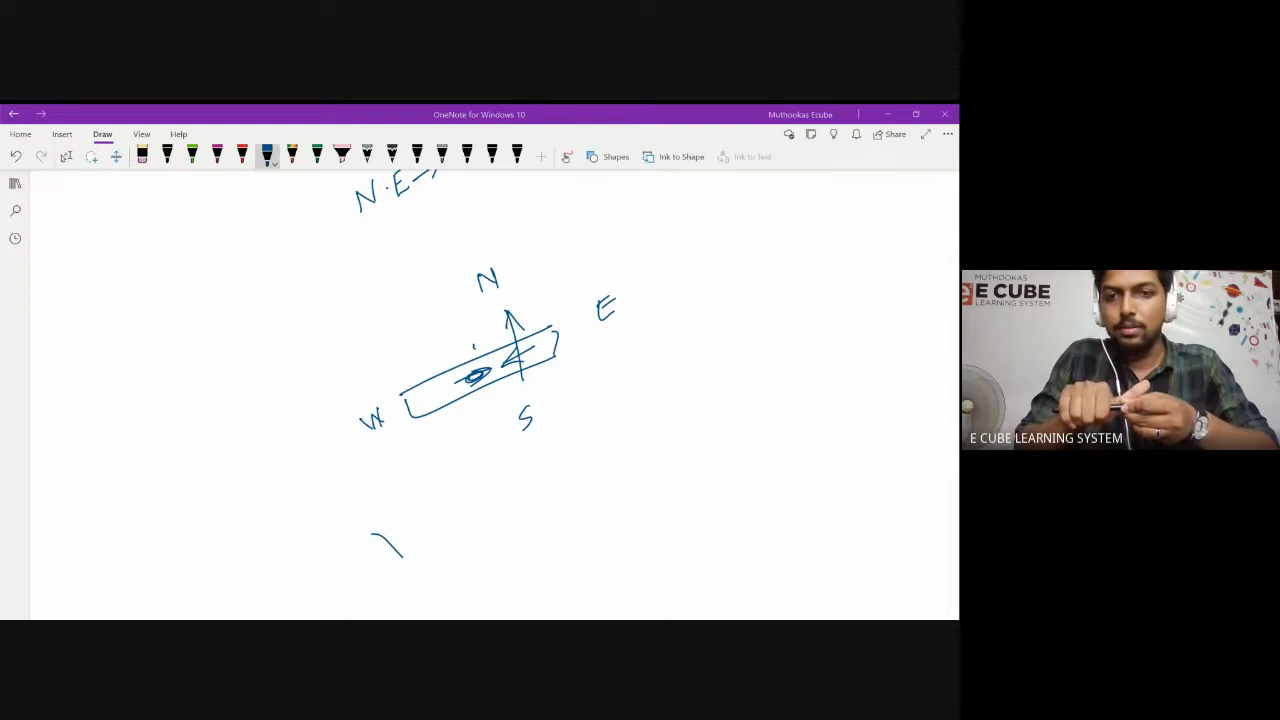 OneNote for Windows 10
Muthookas Ecube
Home Insert Draw View Help
Share
Shapes Ink to Shape Ink to Text
N.E→
N
E
W
S
MUTHOOKAS
E CUBE
LEARNING SYSTEM
E CUBE LEARNING SYSTEM